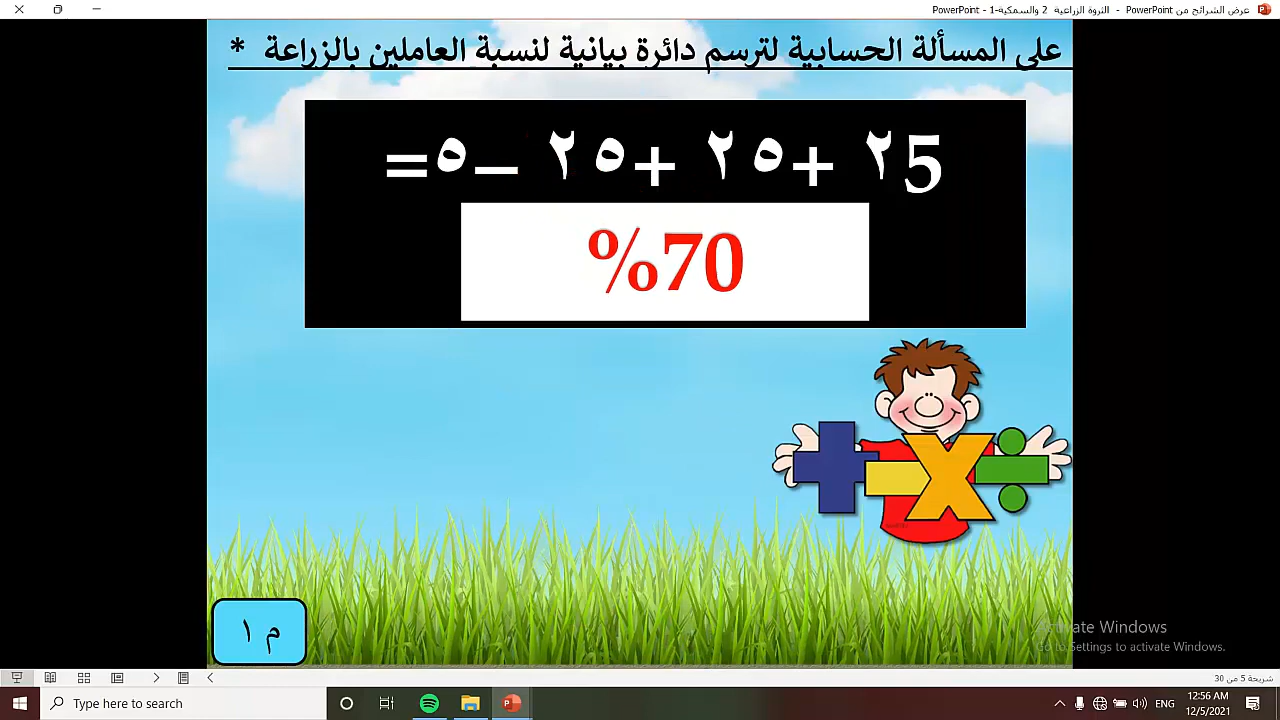 عرض الشرائح من PowerPoint - الثروة الزراعية 2 والسمكية-1 - PowerPoint
على المسألة الحسابية لترسم دائرة بيانية لنسبة العاملين بالزراعة *
٢5 +٢٥ +٢٥ –٥=
%70
م ١
Activate Windows
Go to Settings to activate Windows.
شريحة 5 من 30
Type here to search
ENG
12:56 AM
12/5/2021